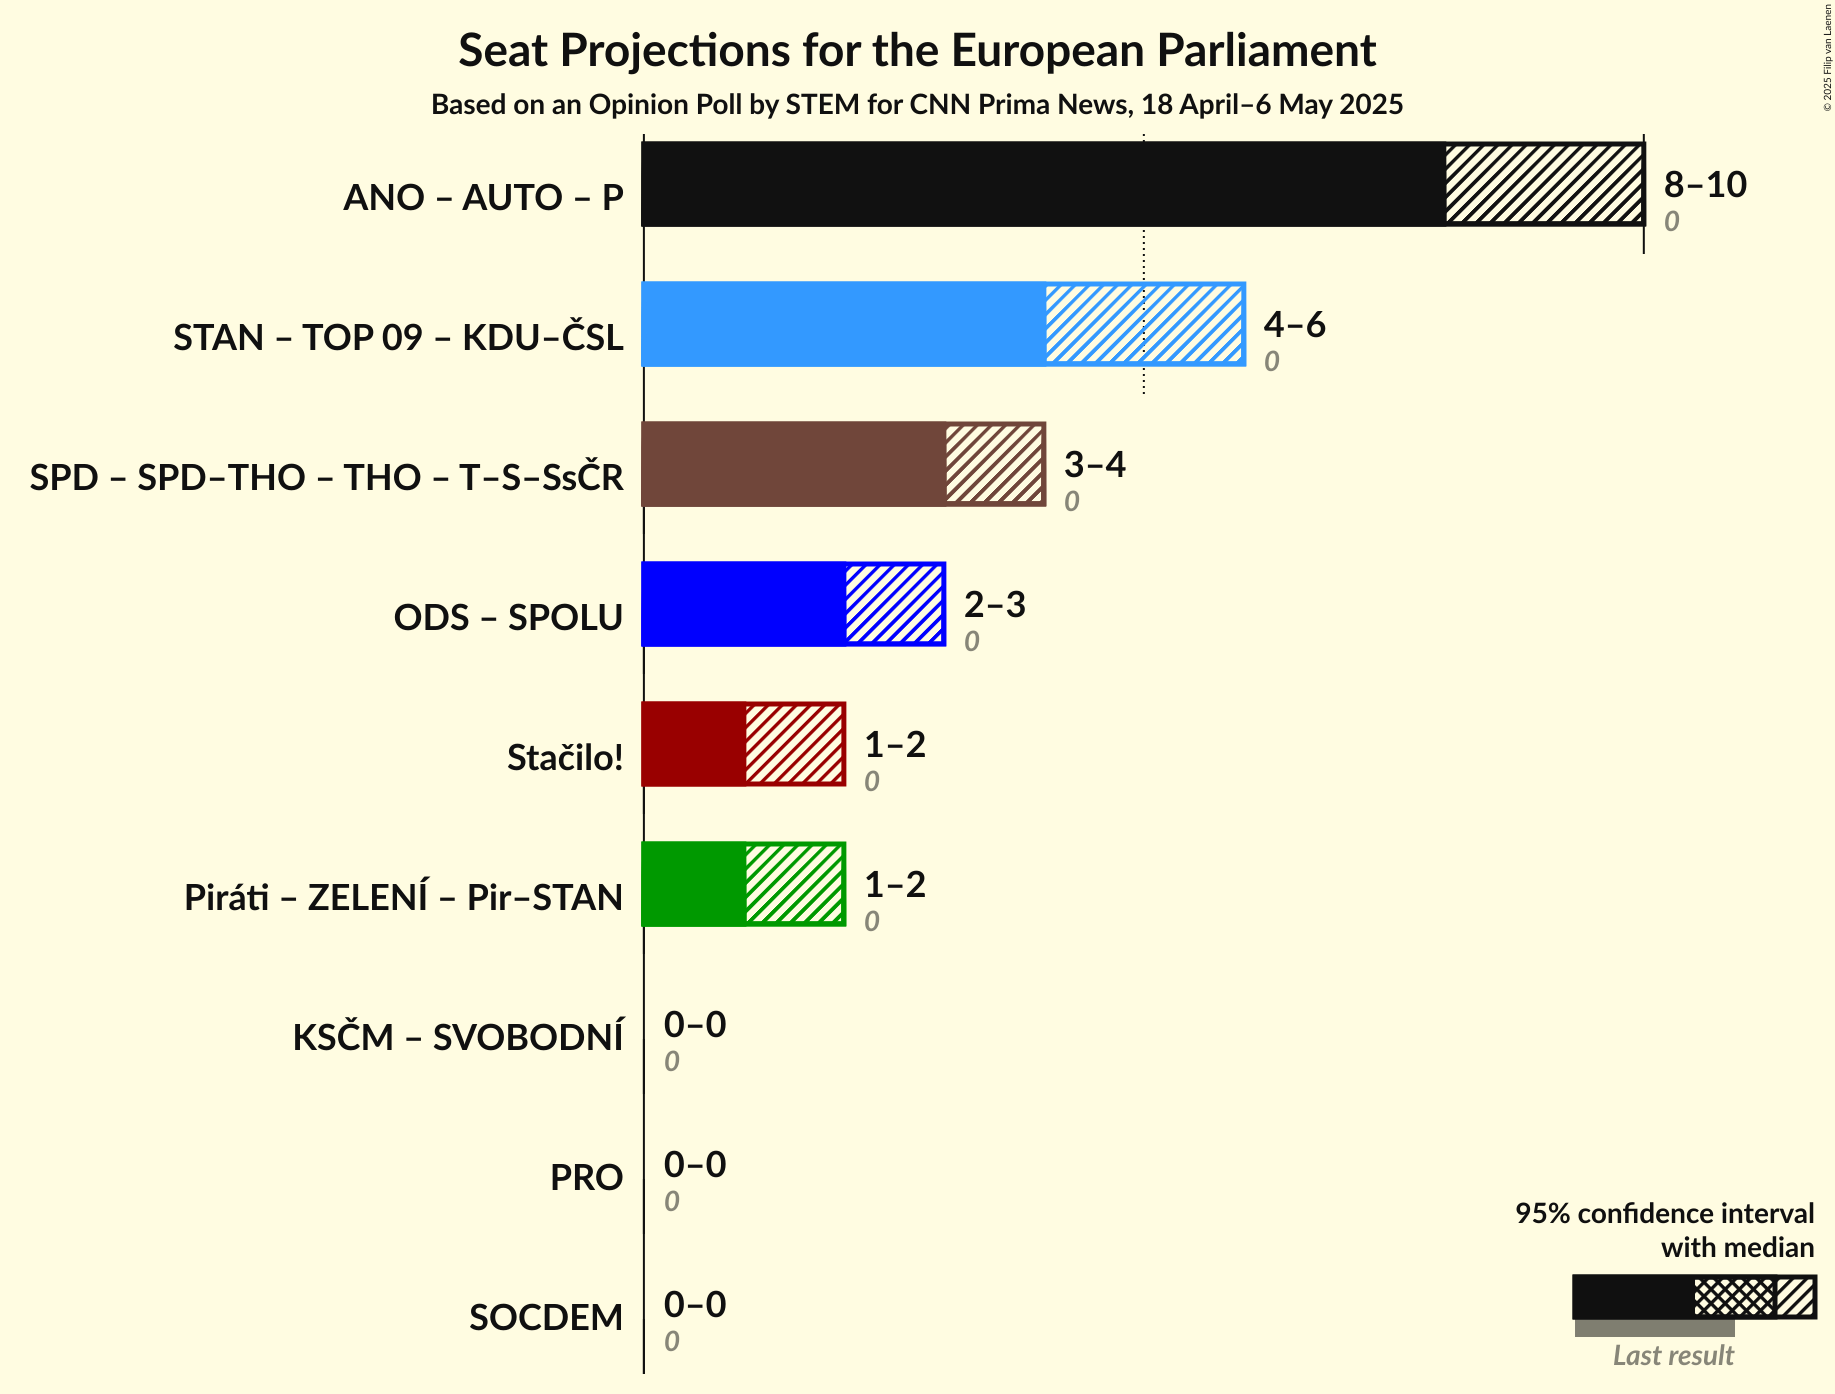 Seat Projections for the European Parliament
Based on an Opinion Poll by STEM for CNN Prima News, 18 April–6 May 2025
© 2025 Filip van Laenen
ANO – AUTO – P
8–10
0
STAN – TOP 09 – KDU–ČSL
4–6
0
SPD – SPD–THO – THO – T–S–SsČR
3–4
0
ODS – SPOLU
2–3
0
Stačilo!
1–2
0
Piráti – ZELENÍ – Pir–STAN
1–2
0
KSČM – SVOBODNÍ
0–0
0
PRO
0–0
0
SOCDEM
0–0
0
95% confidence interval
with median
Last result